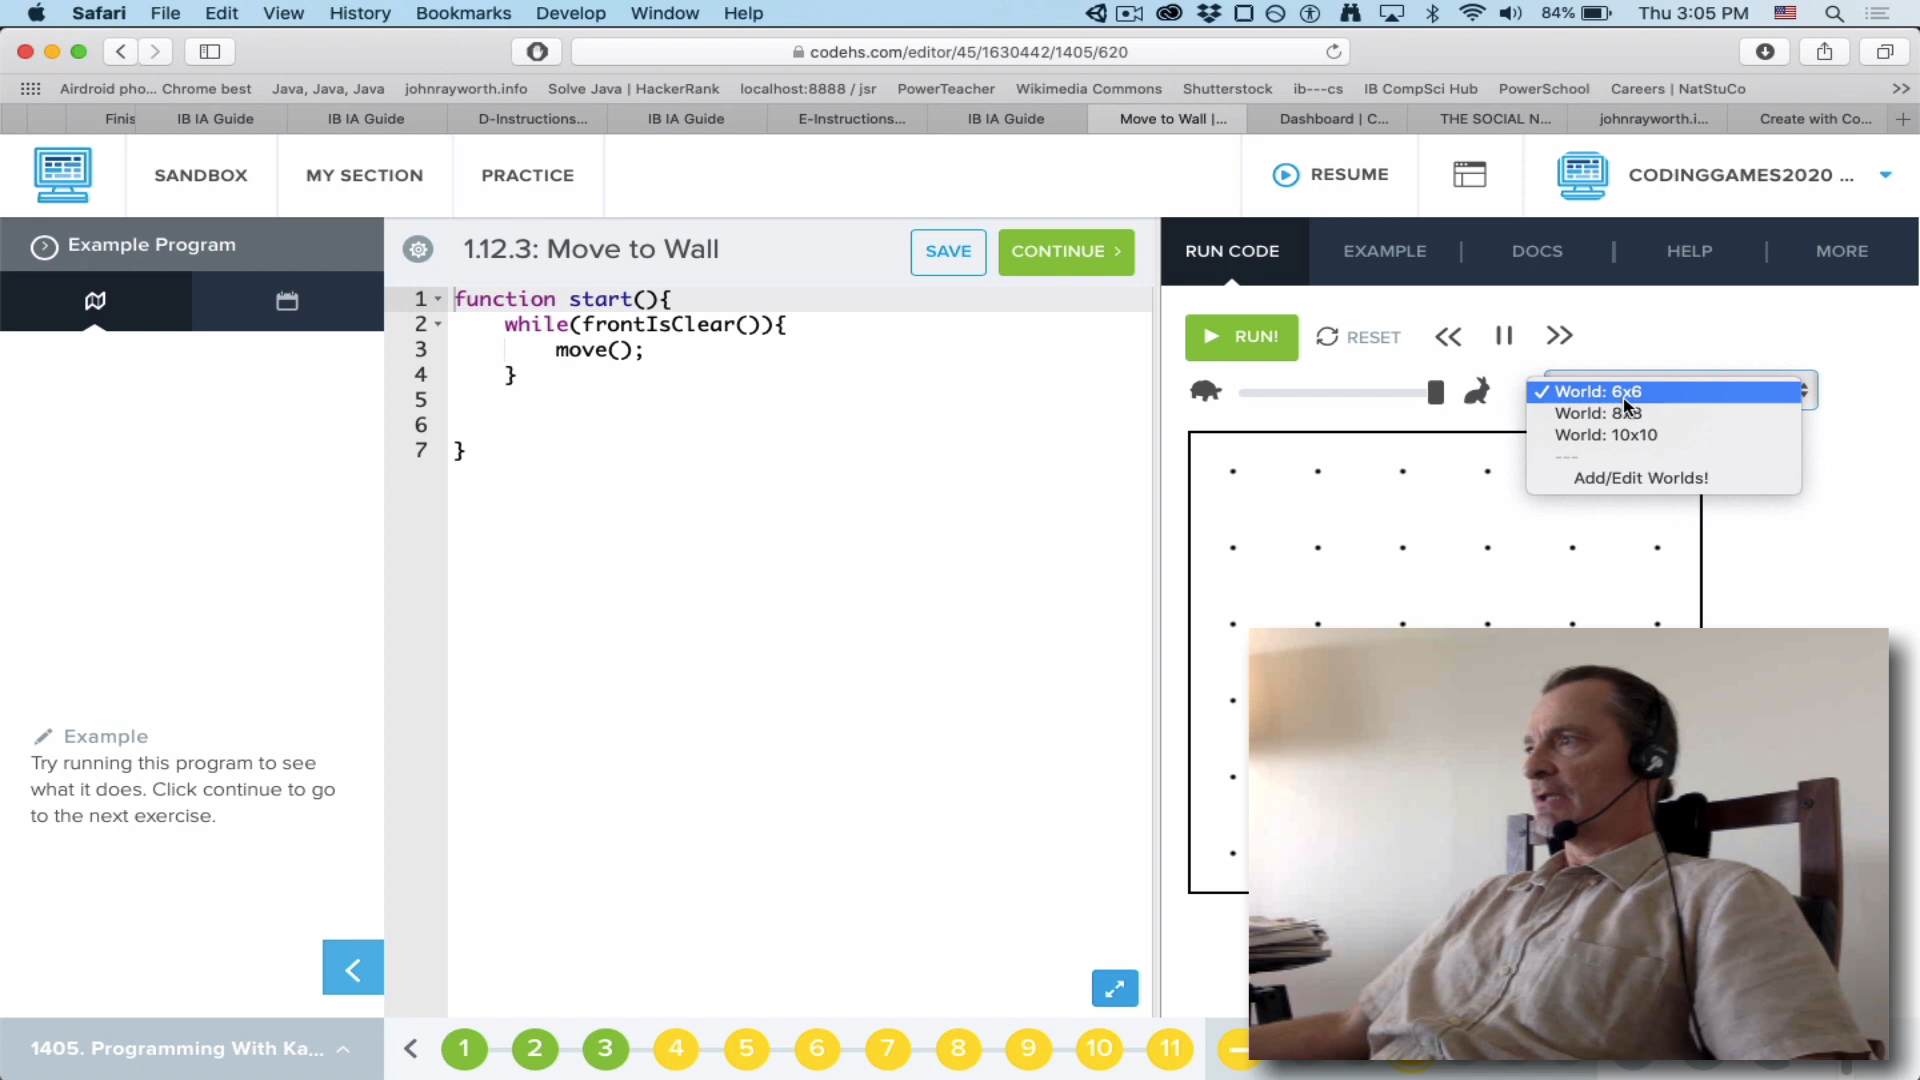 Safari File Edit View History Bookmarks Develop Window Help 84% Thu 3:05 PM
codehs.com/editor/45/1630442/1405/620
Airdroid pho... Chrome best Java, Java, Java johnrayworth.info Solve Java | HackerRank localhost:8888 / jsr PowerTeacher Wikimedia Commons Shutterstock ib---cs IB CompSci Hub PowerSchool Careers | NatStuCo
Finis IB IA Guide IB IA Guide D-Instructions... IB IA Guide E-Instructions... IB IA Guide Move to Wall |... Dashboard | C... THE SOCIAL N... johnrayworth.i... Create with Co...
SANDBOX MY SECTION PRACTICE RESUME CODINGGAMES2020 ...
Example Program
1.12.3: Move to Wall SAVE CONTINUE >
RUN CODE EXAMPLE | DOCS | HELP | MORE
1 function start(){
2 while(frontIsClear()){
3 move();
4 }
5
6
7 }
RUN! RESET
World: 6x6
World: 8x8
World: 10x10
---
Add/Edit Worlds!
Example
Try running this program to see
what it does. Click continue to go
to the next exercise.
1405. Programming With Ka...
1 2 3 4 5 6 7 8 9 10 11